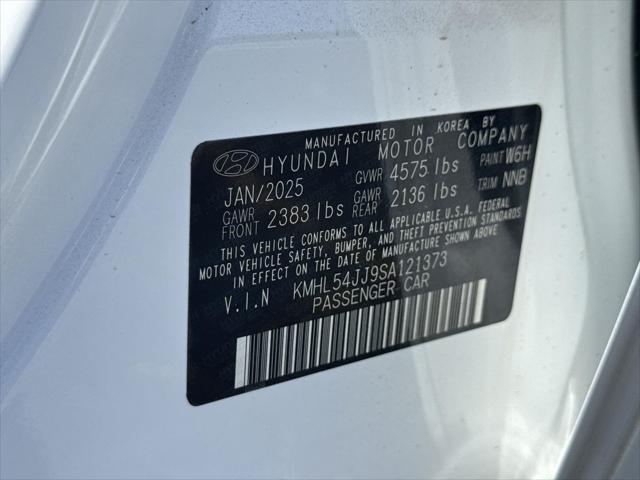 MANUFACTURED IN KOREA BY
HYUNDAI MOTOR COMPANY
JAN/2025 GVWR 4575 lbs PAINT W6H
GAWR FRONT 2383 lbs GAWR REAR 2136 lbs TRIM NNB
THIS VEHICLE CONFORMS TO ALL APPLICABLE U.S.A. FEDERAL
MOTOR VEHICLE SAFETY, BUMPER, AND THEFT PREVENTION STANDARDS
IN EFFECT ON THE DATE OF MANUFACTURE SHOWN ABOVE
V.I.N KMHL54JJ9SA121373
PASSENGER CAR